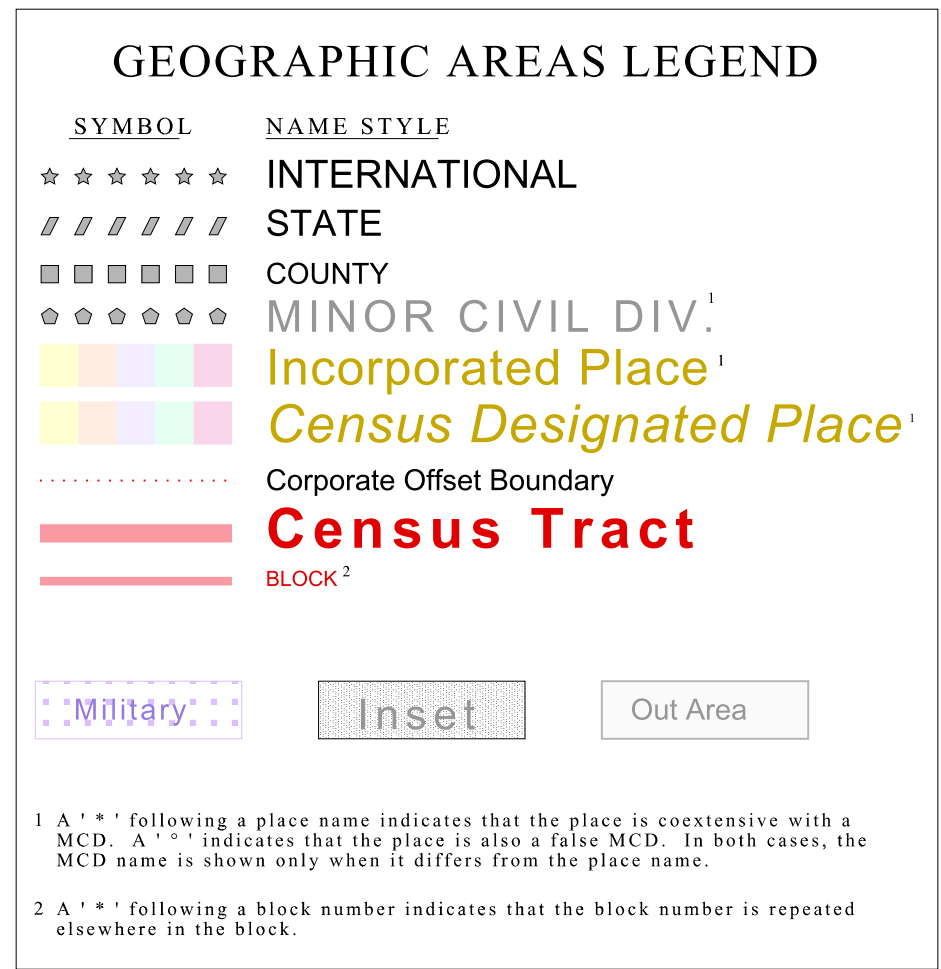 GEOGRAPHIC AREAS LEGEND
SYMBOL NAME STYLE
INTERNATIONAL
STATE
COUNTY
MINOR CIVIL DIV. 1
Incorporated Place 1
Census Designated Place 1
Corporate Offset Boundary
Census Tract
BLOCK 2
Military Inset Out Area
1 A ' * ' following a place name indicates that the place is coextensive with a
MCD. A ' ° ' indicates that the place is also a false MCD. In both cases, the
MCD name is shown only when it differs from the place name.
2 A ' * ' following a block number indicates that the block number is repeated
elsewhere in the block.